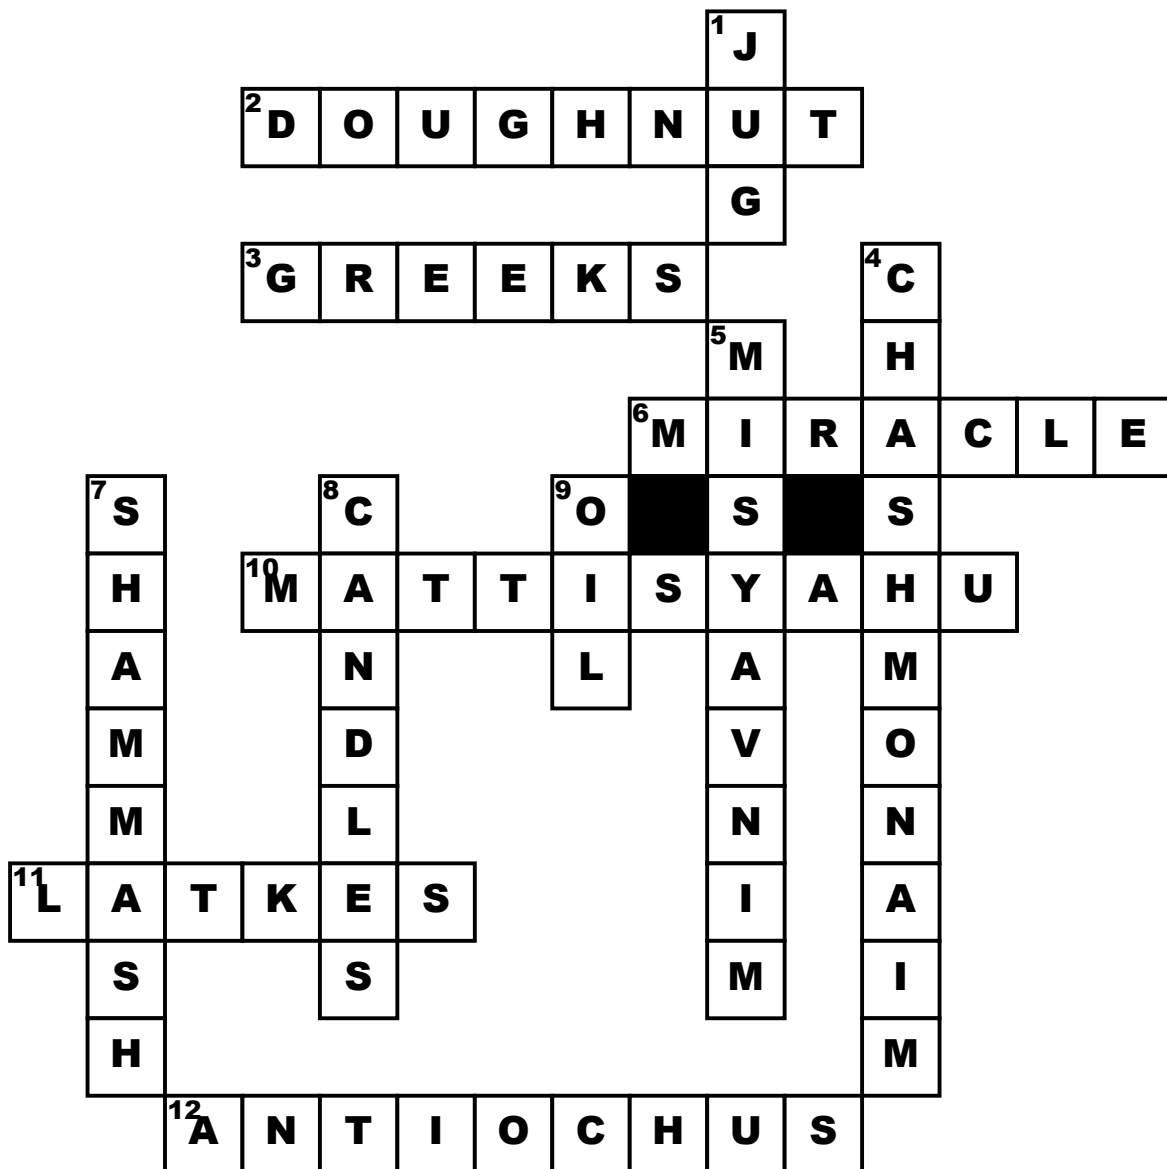 1 J
2 D O U G H N U T
G
3 G R E E K S 4 C
5 M H
6 M I R A C L E
7 S 8 C 9 O S S
H 10 M A T T I S Y A H U
A N L A M
M D V O
M L N N
11 L A T K E S I A
S S M I
H M
12 A N T I O C H U S